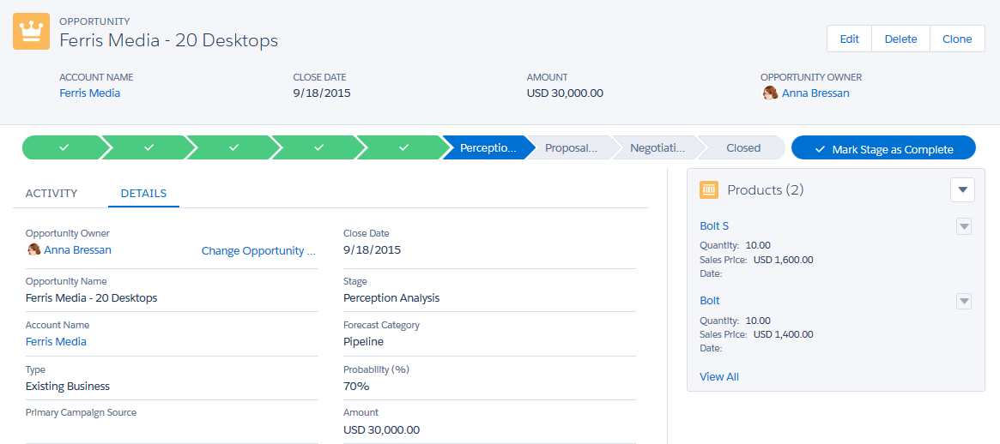 OPPORTUNITY
Ferris Media - 20 Desktops
Edit
Delete
Clone
ACCOUNT NAME
Ferris Media
CLOSE DATE
9/18/2015
AMOUNT
USD 30,000.00
OPPORTUNITY OWNER
Anna Bressan
Perceptio...
Proposal...
Negotiati...
Closed
Mark Stage as Complete
ACTIVITY
DETAILS
Opportunity Owner
Anna Bressan
Change Opportunity ...
Close Date
9/18/2015
Opportunity Name
Ferris Media - 20 Desktops
Stage
Perception Analysis
Account Name
Ferris Media
Forecast Category
Pipeline
Type
Existing Business
Probability (%)
70%
Primary Campaign Source
Amount
USD 30,000.00
Products (2)
Bolt S
Quantity: 10.00
Sales Price: USD 1,600.00
Date:
Bolt
Quantity: 10.00
Sales Price: USD 1,400.00
Date:
View All